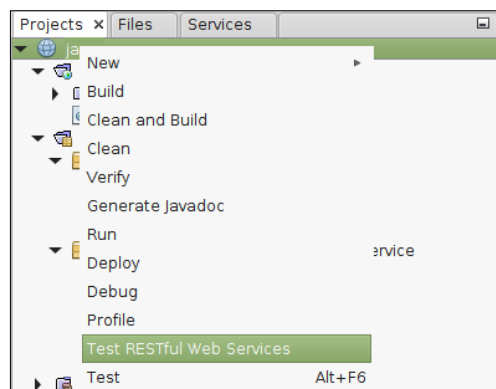 Projects Files Services
New
Build
Clean and Build
Clean
Verify
Generate Javadoc
Run
Deploy
Debug
Profile
Test RESTful Web Services
Test Alt+F6